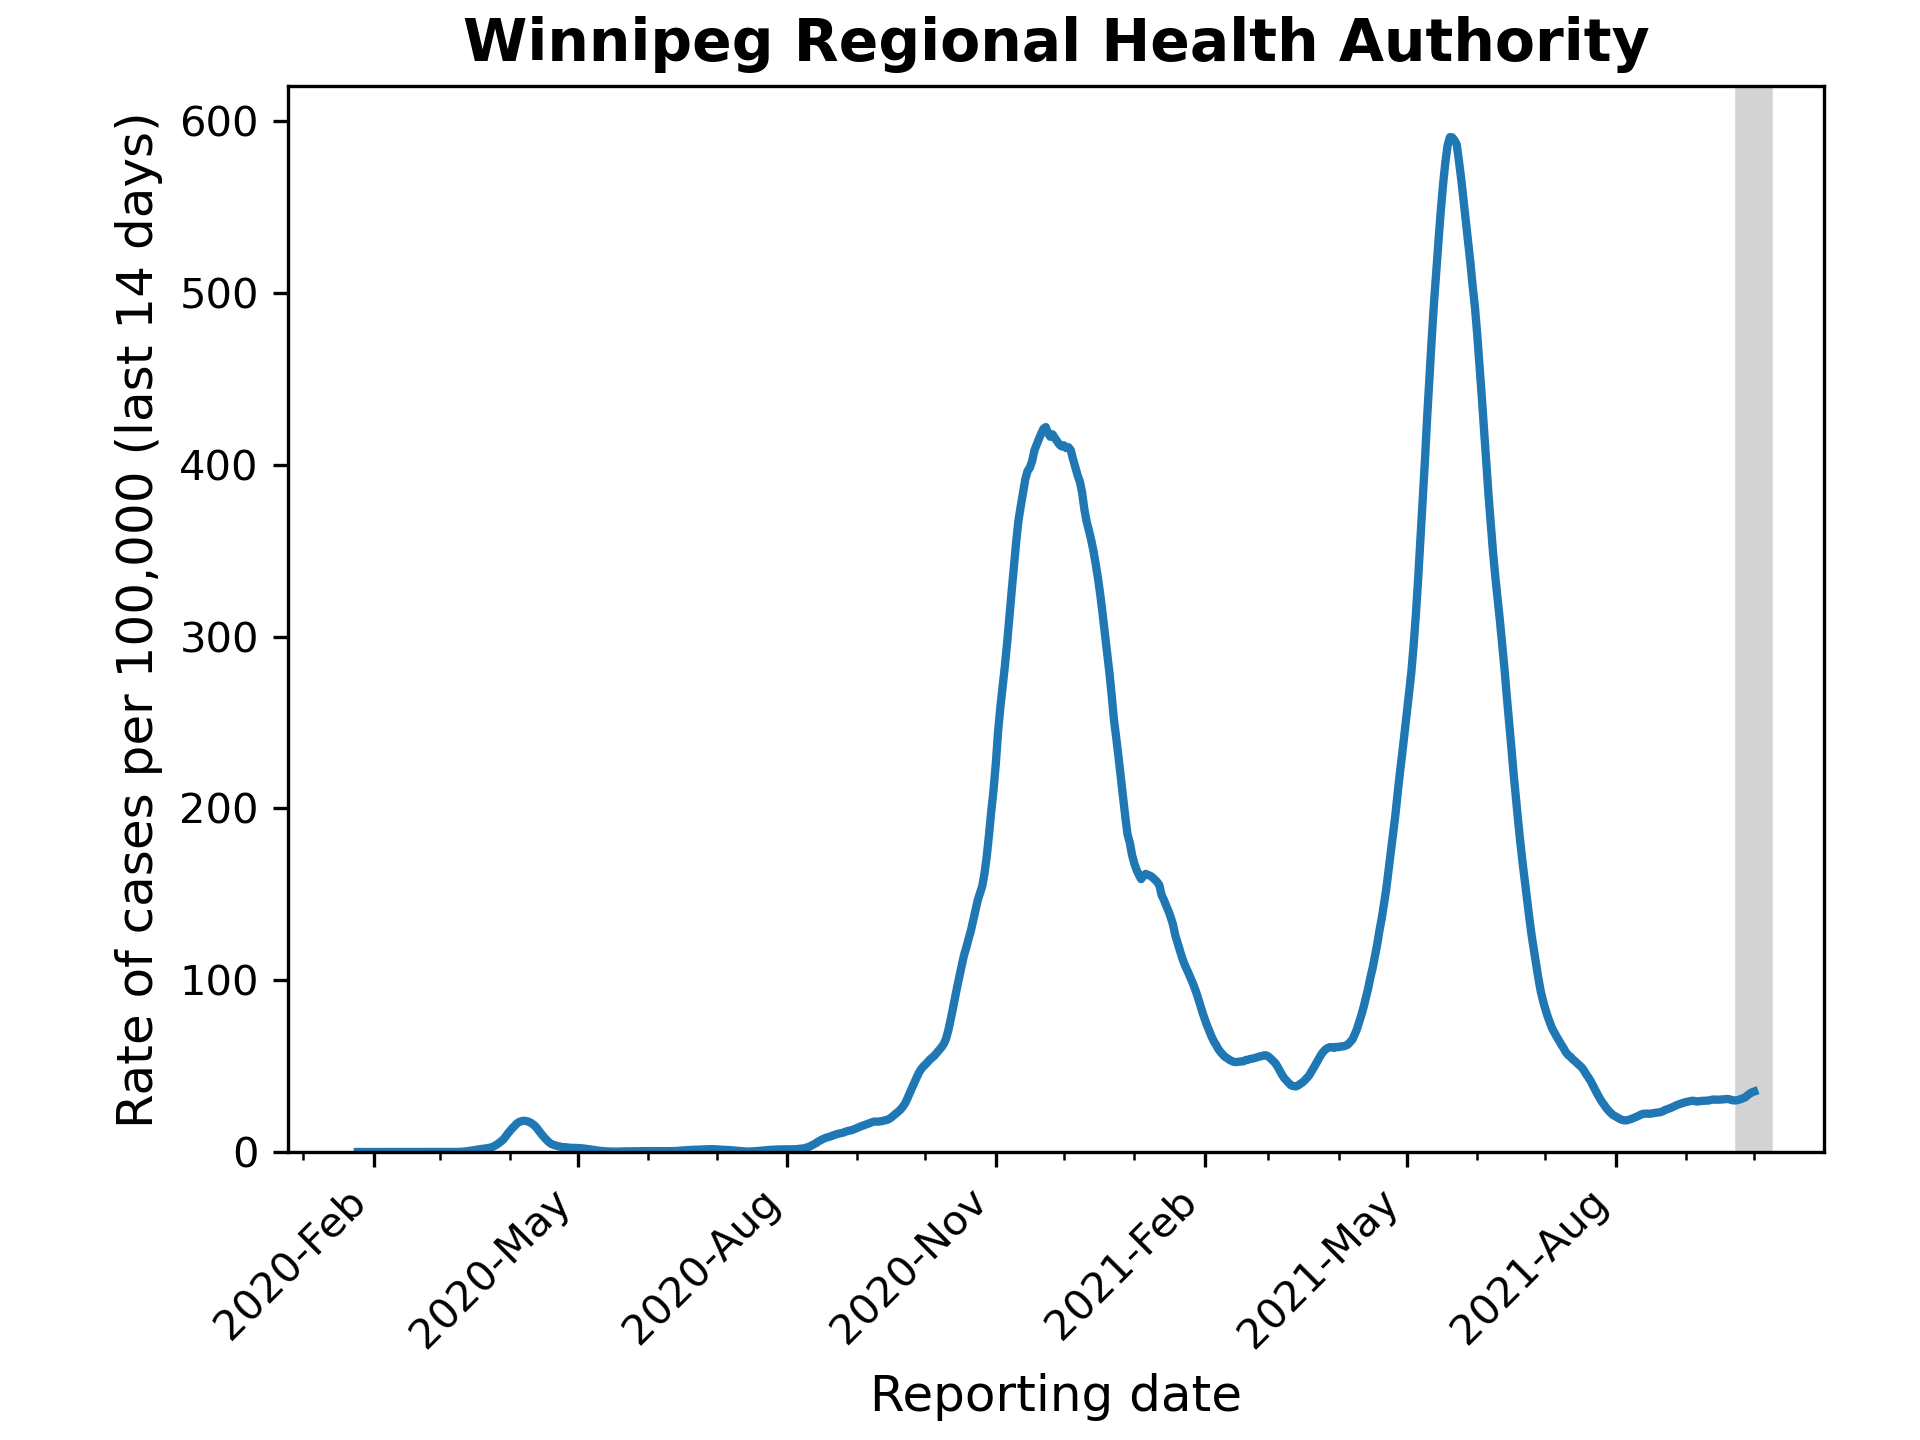 Winnipeg Regional Health Authority
Rate of cases per 100,000 (last 14 days)
600
500
400
300
200
100
0
2020-Feb
2020-May
2020-Aug
2020-Nov
2021-Feb
2021-May
2021-Aug
Reporting date